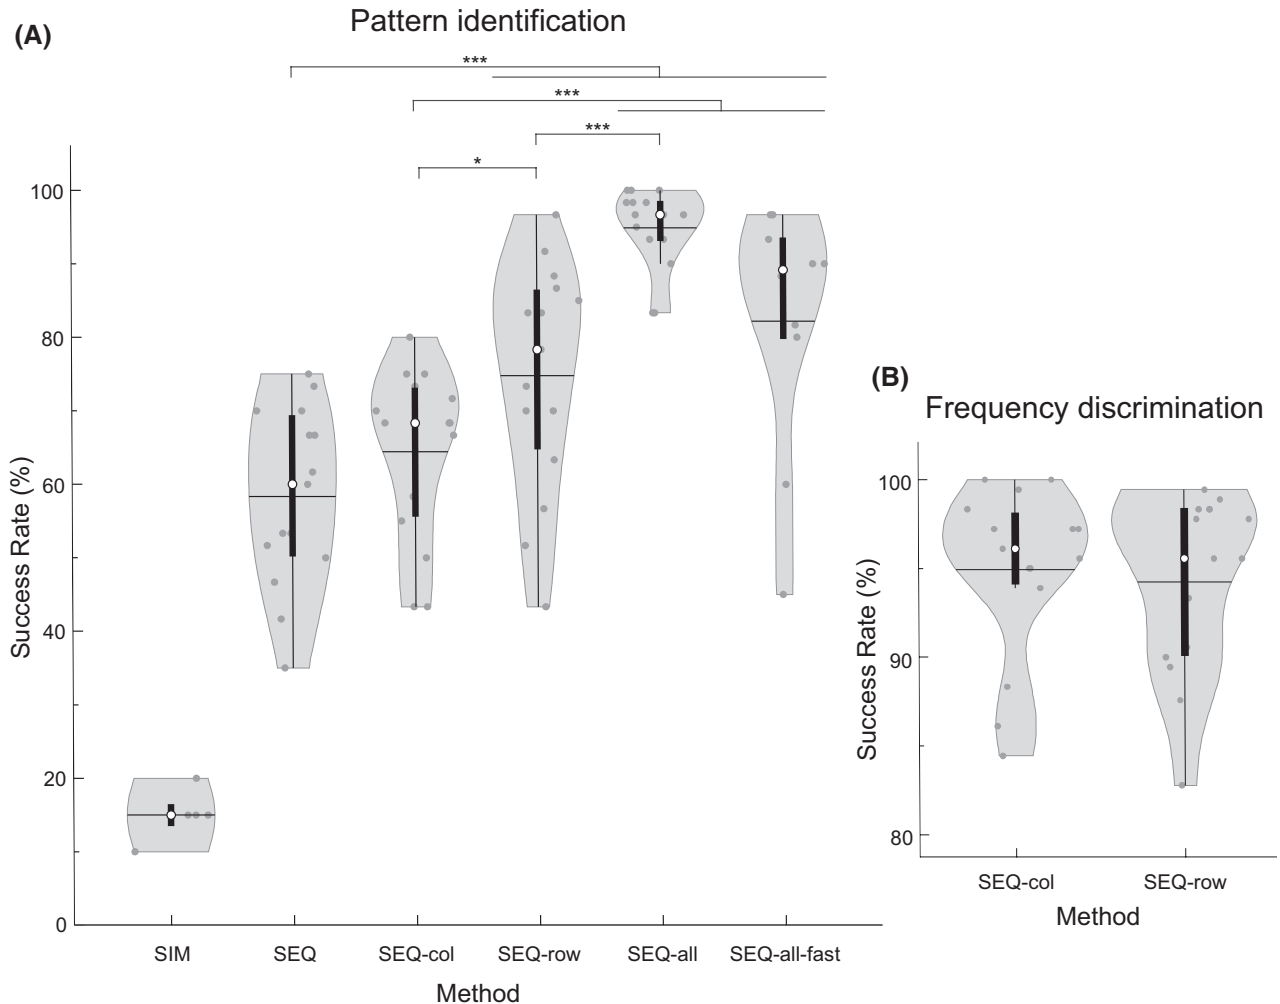 (A)
Pattern identification
***
***
***
*
100
80
60
40
20
0
Success Rate (%)
SIM SEQ SEQ-col SEQ-row SEQ-all SEQ-all-fast
Method
(B)
Frequency discrimination
100
90
80
Success Rate (%)
SEQ-col SEQ-row
Method